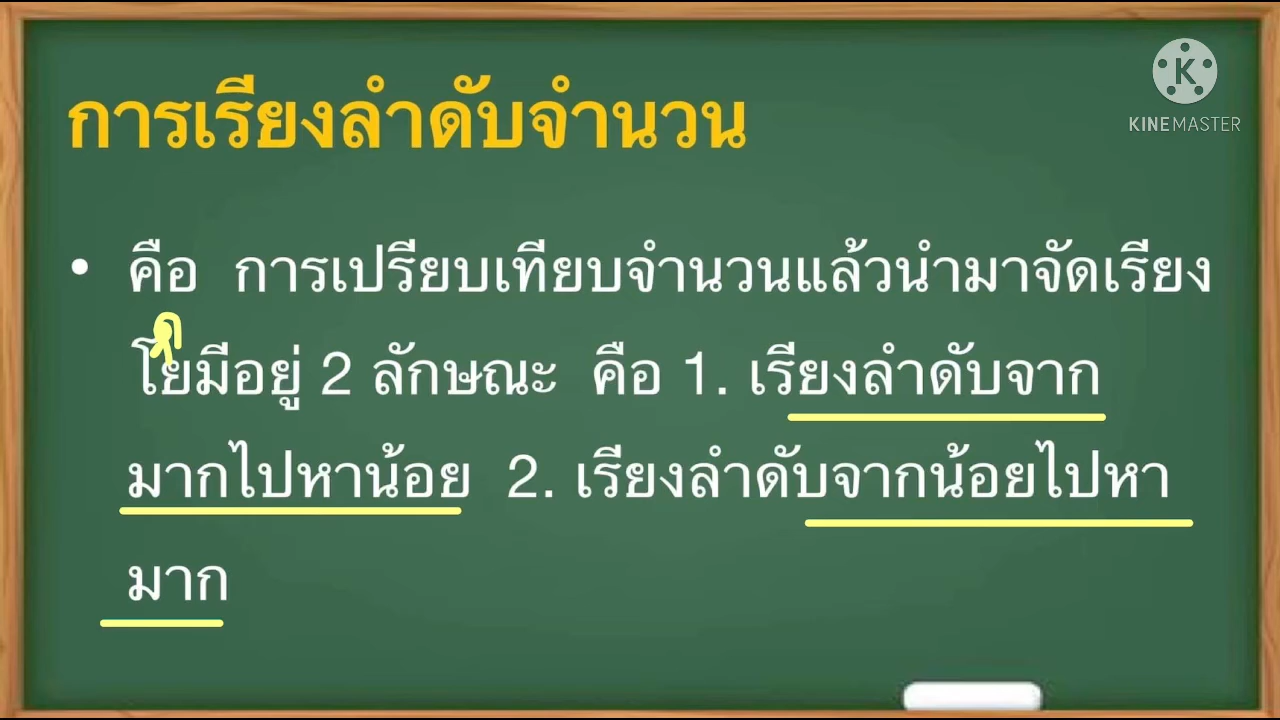 การเรียงลำดับจำนวน
KINEMASTER
• คือ การเปรียบเทียบจำนวนแล้วนำมาจัดเรียง
โดยมีอยู่ 2 ลักษณะ คือ 1. เรียงลำดับจาก
มากไปหาน้อย 2. เรียงลำดับจากน้อยไปหา
มาก